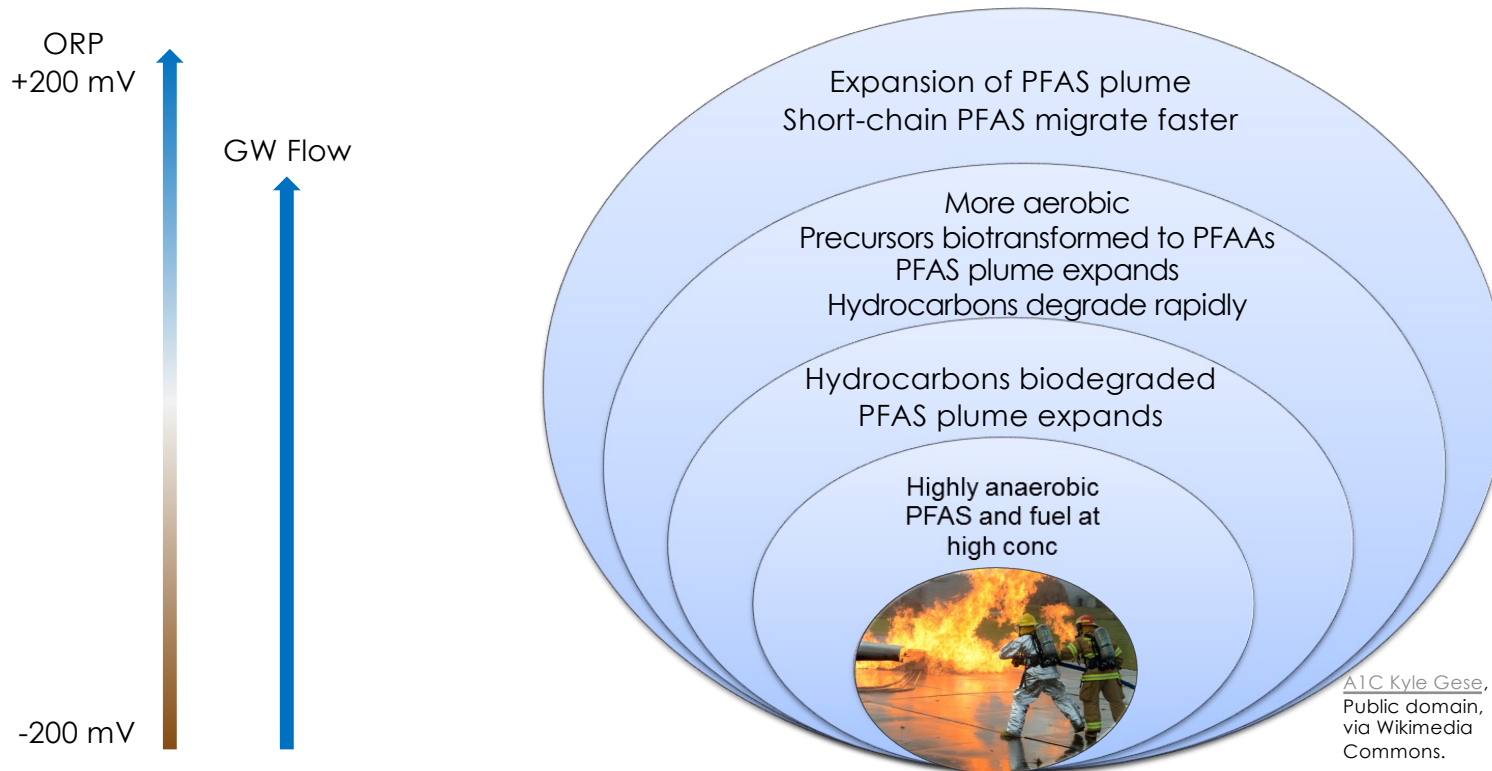 ORP
+200 mV
GW Flow
-200 mV
Expansion of PFAS plume
Short-chain PFAS migrate faster
More aerobic
Precursors biotransformed to PFAAs
PFAS plume expands
Hydrocarbons degrade rapidly
Hydrocarbons biodegraded
PFAS plume expands
Highly anaerobic
PFAS and fuel at
high conc
A1C Kyle Gese,
Public domain,
via Wikimedia
Commons.